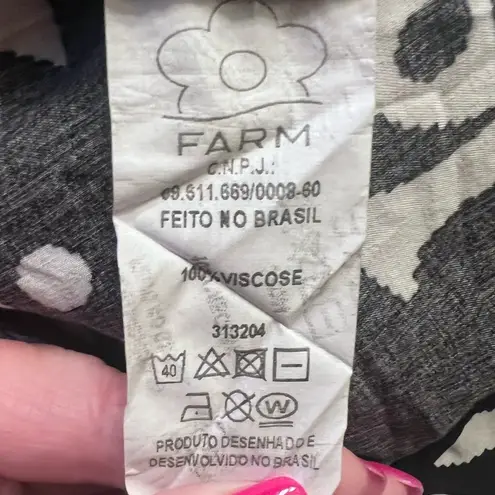 FARM
C.N.P.J.:
09.611.669/0008-60
FEITO NO BRASIL
100% VISCOSE
313204
40
W
PRODUTO DESENHADO E
DESENVOLVIDO NO BRASIL